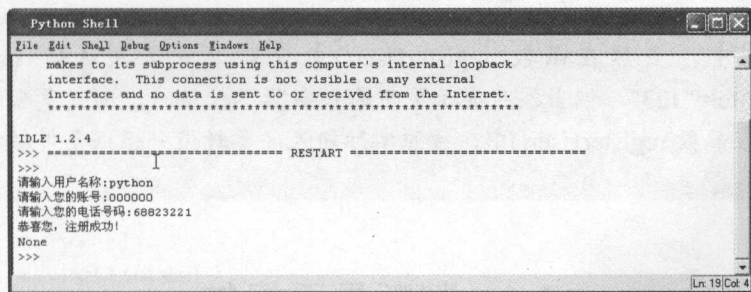 Python Shell
File Edit Shell Debug Options Windows Help
makes to its subprocess using this computer's internal loopback
interface. This connection is not visible on any external
interface and no data is sent to or received from the Internet.
****************************************************************
IDLE 1.2.4
>>> ================================ RESTART ================================
>>>
请输入用户名称:python
请输入您的账号:000000
请输入您的电话号码:68823221
恭喜您，注册成功！
None
>>>
Ln: 19 Col: 4